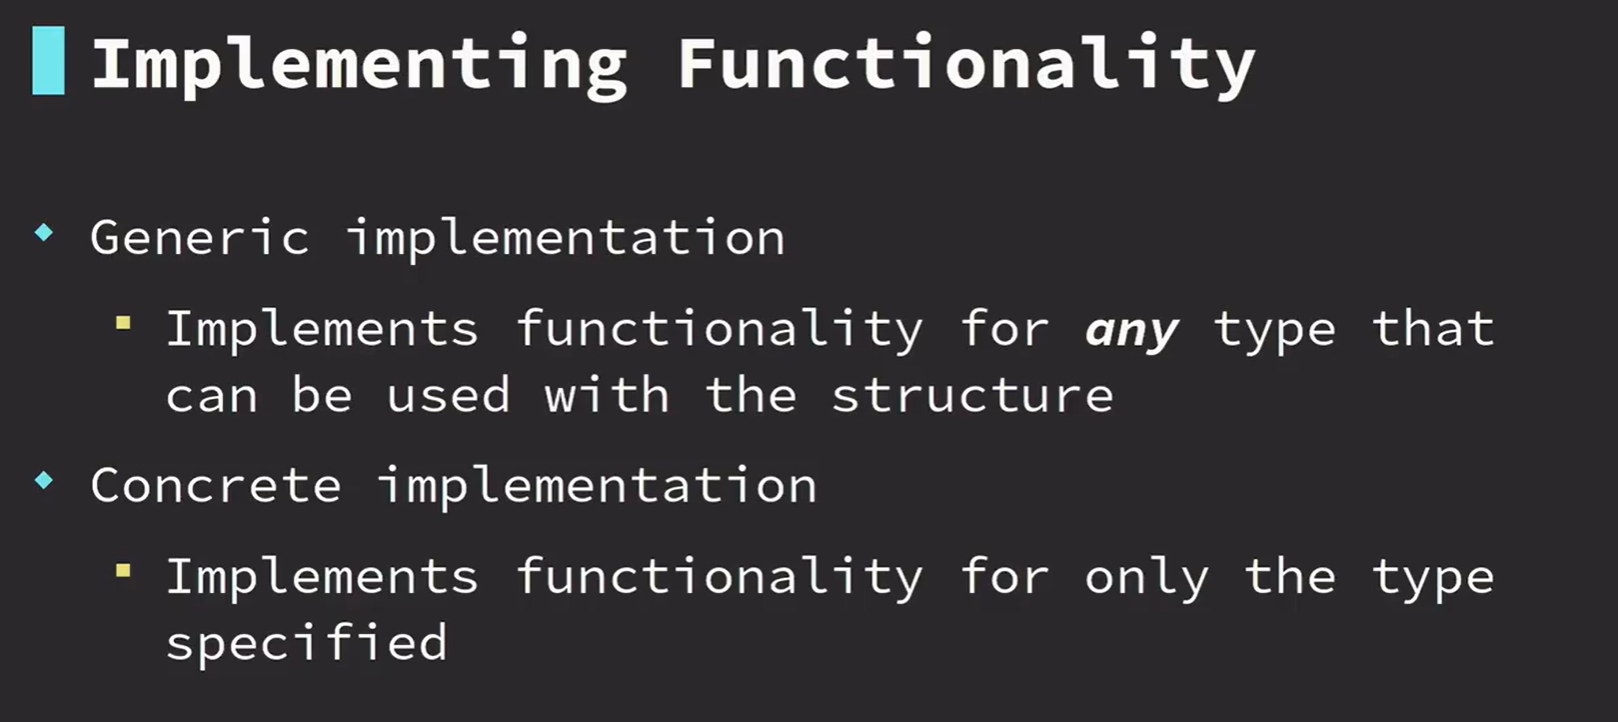 Implementing Functionality
Generic implementation
Implements functionality for any type that
can be used with the structure
Concrete implementation
Implements functionality for only the type
specified